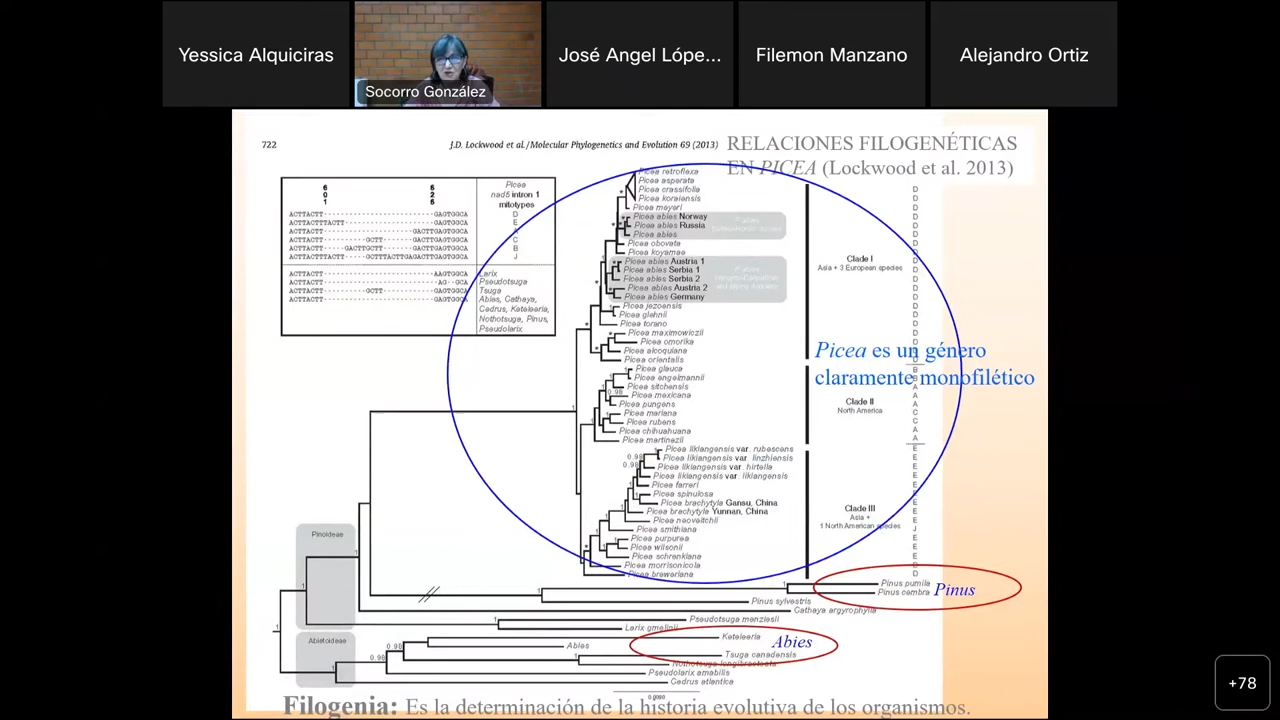 Yessica Alquiciras
Socorro González
José Angel Lópe...
Filemon Manzano
Alejandro Ortiz
722
J.D. Lockwood et al./Molecular Phylogenetics and Evolution 69 (2013)
RELACIONES FILOGENÉTICAS
EN PICEA (Lockwood et al. 2013)
6 6
0 2
1 6
Picea
nad5 intron 1
mitotypes
D
E
A
C
B
J
Larix
Pseudotsuga
Tsuga
Abies, Cathaya,
Cedrus, Keteleeria,
Nothotsuga, Pinus,
Pseudolarix
Picea retroflexa
Picea asperata
Picea crassifolia
Picea koraiensis
Picea meyeri
Picea abies Norway
Picea abies Russia
Picea abies
Picea obovata
Picea koyamae
Picea abies Austria 1
Picea abies Serbia 1
Picea abies Serbia 2
Picea abies Austria 2
Picea abies Germany
Picea jezoensis
Picea glehnii
Picea torano
Picea maximowiczii
Picea omorika
Picea alcoquiana
Picea orientalis
Picea glauca
Picea engelmannii
Picea sitchensis
Picea mexicana
Picea pungens
Picea mariana
Picea rubens
Picea chihuahuana
Picea martinezii
Picea likiangensis var. rubescens
Picea likiangensis var. linzhiensis
Picea likiangensis var. hirtella
Picea likiangensis var. likiangensis
Picea farreri
Picea spinulosa
Picea brachytyla Gansu, China
Picea brachytyla Yunnan, China
Picea neoveitchii
Picea smithiana
Picea purpurea
Picea wilsonii
Picea schrenkiana
Picea morrisonicola
Picea breweriana
Clade I
Asia + 3 European species
Picea es un género
claramente monofilético
Clade II
North America
Clade III
Asia +
1 North American species
Pinoideae
Pinus pumila
Pinus cembra
Pinus
Pinus sylvestris
Cathaya argyrophylla
Pseudotsuga menziesii
Larix gmelinii
Abietoideae
Keteleeria
Abies
Abies
Tsuga canadensis
Nothotsuga longibracteata
Pseudolarix amabilis
Cedrus atlantica
Filogenia: Es la determinación de la historia evolutiva de los organismos.
+78